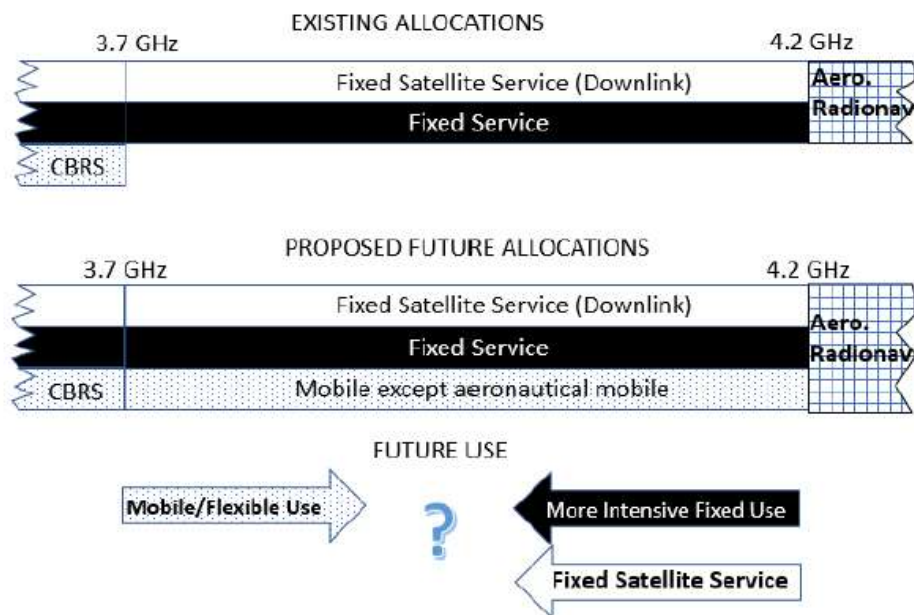 EXISTING ALLOCATIONS
3.7 GHz
4.2 GHz
Fixed Satellite Service (Downlink)
Aero.
Radionav
Fixed Service
CBRS
PROPOSED FUTURE ALLOCATIONS
3.7 GHz
4.2 GHz
Fixed Satellite Service (Downlink)
Aero.
Radionav
Fixed Service
CBRS
Mobile except aeronautical mobile
FUTURE USE
Mobile/Flexible Use
?
More Intensive Fixed Use
Fixed Satellite Service